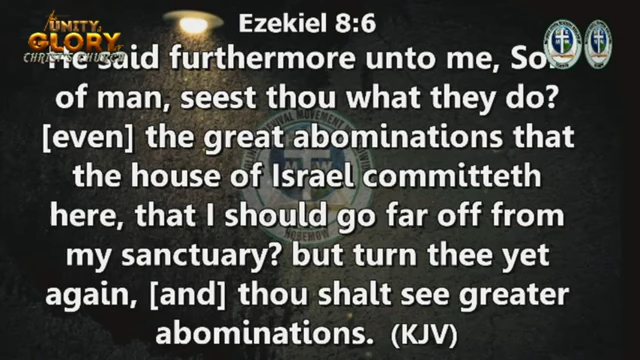 UNITY,
GLORY
CHRIST'S CHURCH
Ezekiel 8:6
He said furthermore unto me, Son
of man, seest thou what they do?
[even] the great abominations that
the house of Israel committeth
here, that I should go far off from
my sanctuary? but turn thee yet
again, [and] thou shalt see greater
abominations. (KJV)